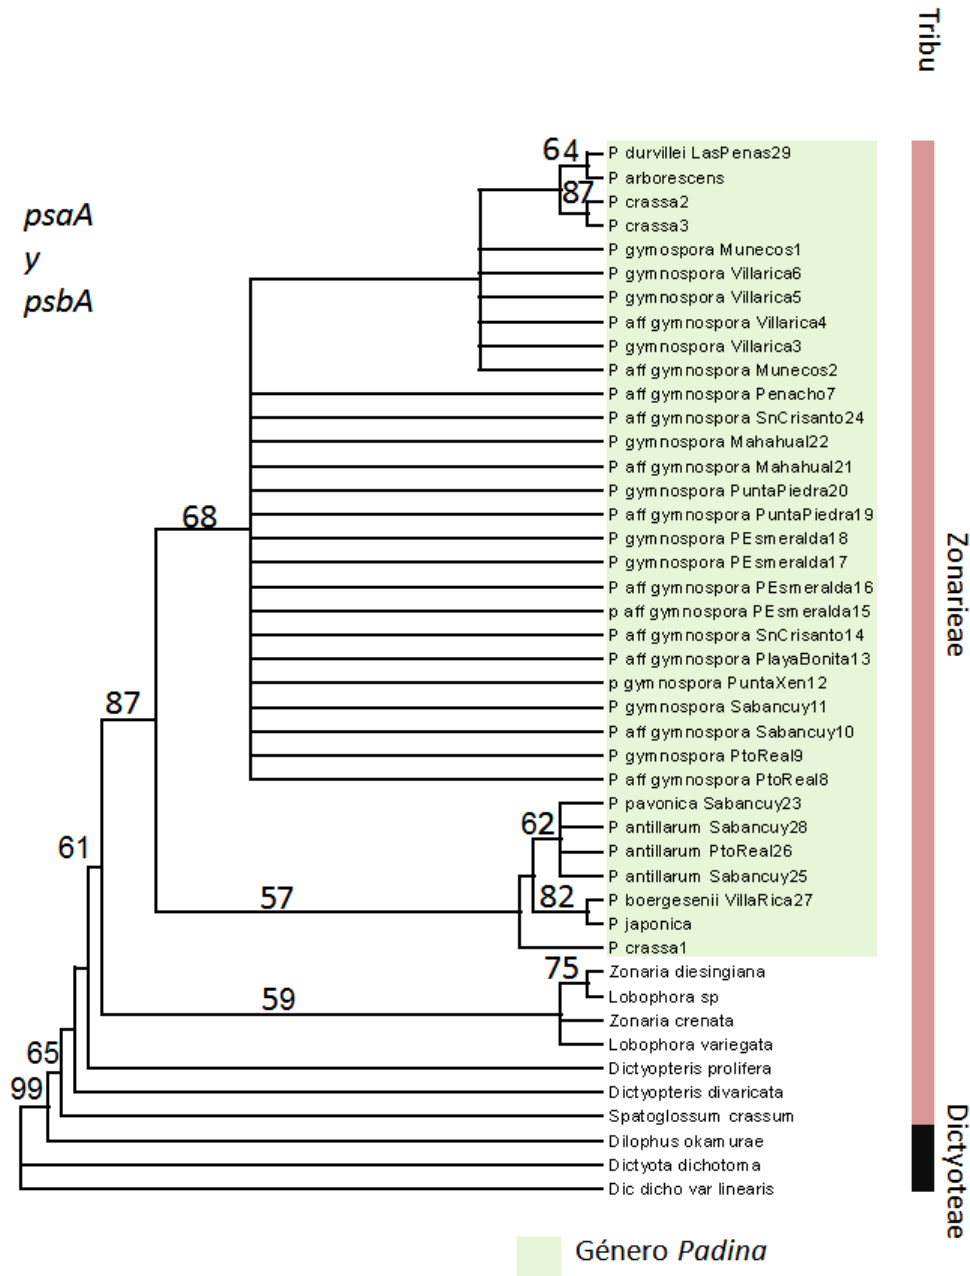 Tribu
psaA
y
psbA
64
87
68
87
61
62
57
82
75
59
65
99
P durvillei LasPenas29
P arborescens
P crassa2
P crassa3
P gymospora Munecos1
P gymnospora Villarica6
P gymnospora Villarica5
P aff gymnospora Villarica4
P gymnospora Villarica3
P aff gymnospora Munecos2
P aff gymnospora Penacho7
P aff gymnospora SnCrisanto24
P gymnospora Mahahual22
P aff gymnospora Mahahual21
P gymnospora PuntaPiedra20
P aff gymnospora PuntaPiedra19
P gymnospora PEsmeralda18
P gymnospora PEsmeralda17
P aff gymnospora PEsmeralda16
p aff gymnospora PEsmeralda15
P aff gymnospora SnCrisanto14
P aff gymnospora PlayaBonita13
p gymnospora PuntaXen12
P gymnospora Sabancuy11
P aff gymnospora Sabancuy10
P gymnospora PtoReal9
P aff gymnospora PtoReal8
P pavonica Sabancuy23
P antillarum Sabancuy28
P antillarum PtoReal26
P antillarum Sabancuy25
P boergesenii VillaRica27
P japonica
P crassa1
Zonaria diesingiana
Lobophora sp
Zonaria crenata
Lobophora variegata
Dictyopteris prolifera
Dictyopteris divaricata
Spatoglossum crassum
Dilophus okamurae
Dictyota dichotoma
Dic dicho var linearis
Zonarieae
Dictyoteae
Género Padina